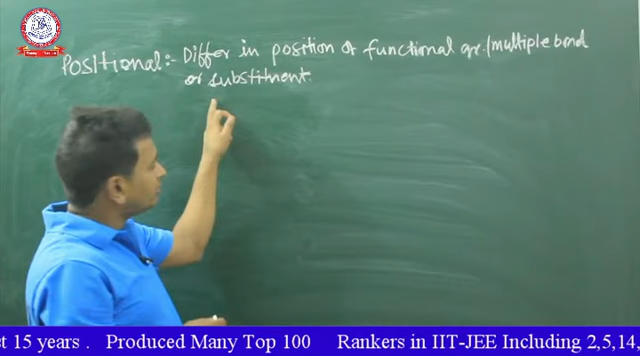 Positional:- Differ in position of functional gr./multiple bond
or substituent.
t 15 years . Produced Many Top 100 Rankers in IIT-JEE Including 2,5,14,